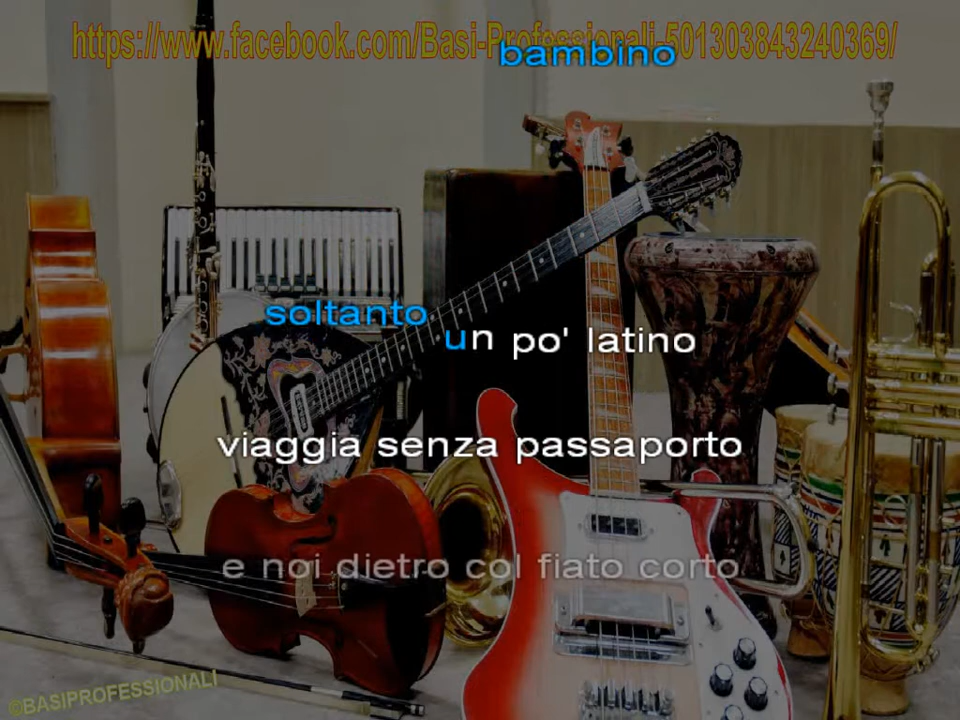 https://www.facebook.com/Basi-Professionali-501303843240369/
bambino
soltanto un po' latino
viaggia senza passaporto
e noi dietro col fiato corto
©BASIPROFESSIONALI